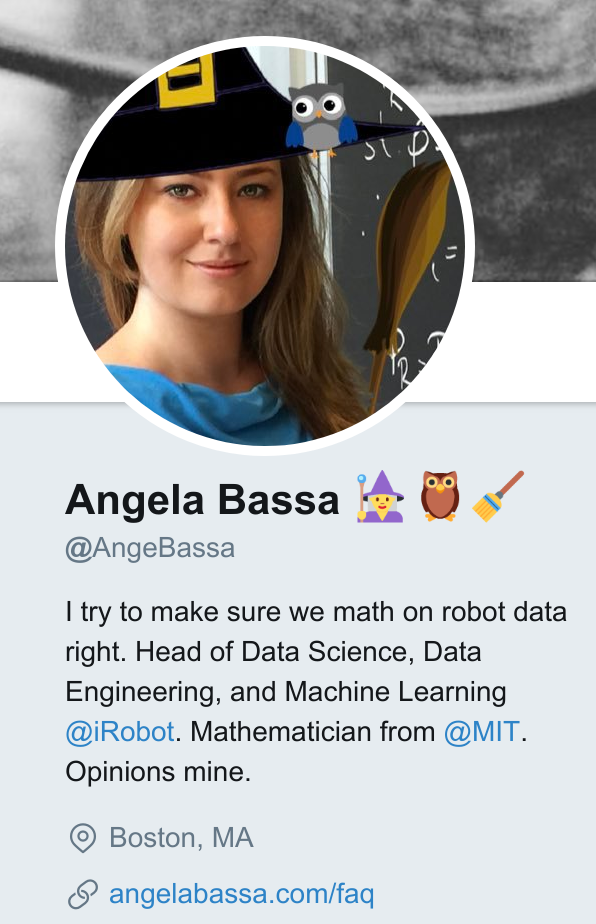 Angela Bassa 🧙‍♀️ 🦉 🧹
@AngeBassa
I try to make sure we math on robot data
right. Head of Data Science, Data
Engineering, and Machine Learning
@iRobot. Mathematician from @MIT.
Opinions mine.
Boston, MA
angelabassa.com/faq